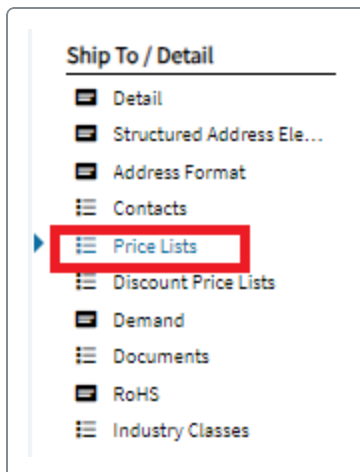 Ship To / Detail
Detail
Structured Address Ele...
Address Format
Contacts
Price Lists
Discount Price Lists
Demand
Documents
RoHS
Industry Classes